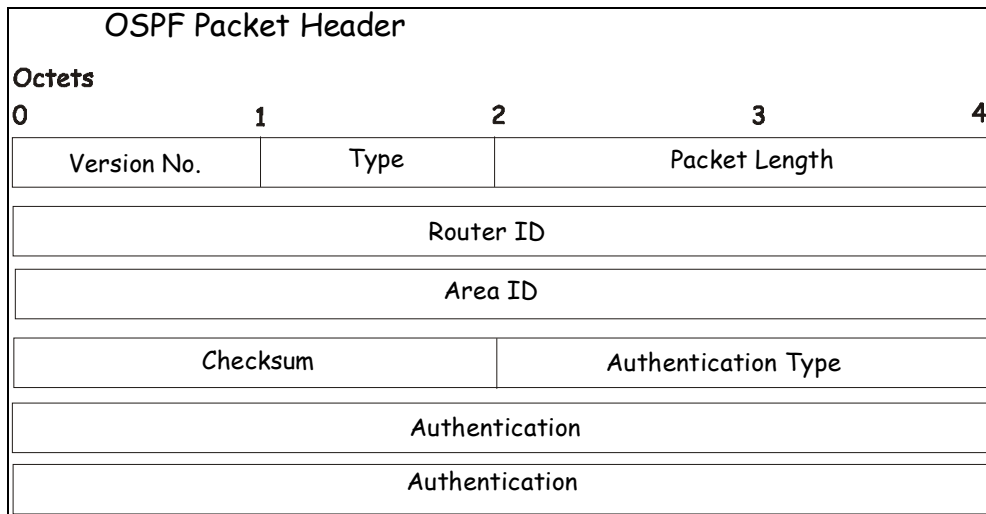 OSPF Packet Header
Octets
0 1 2 3 4
Version No. Type Packet Length
Router ID
Area ID
Checksum Authentication Type
Authentication
Authentication